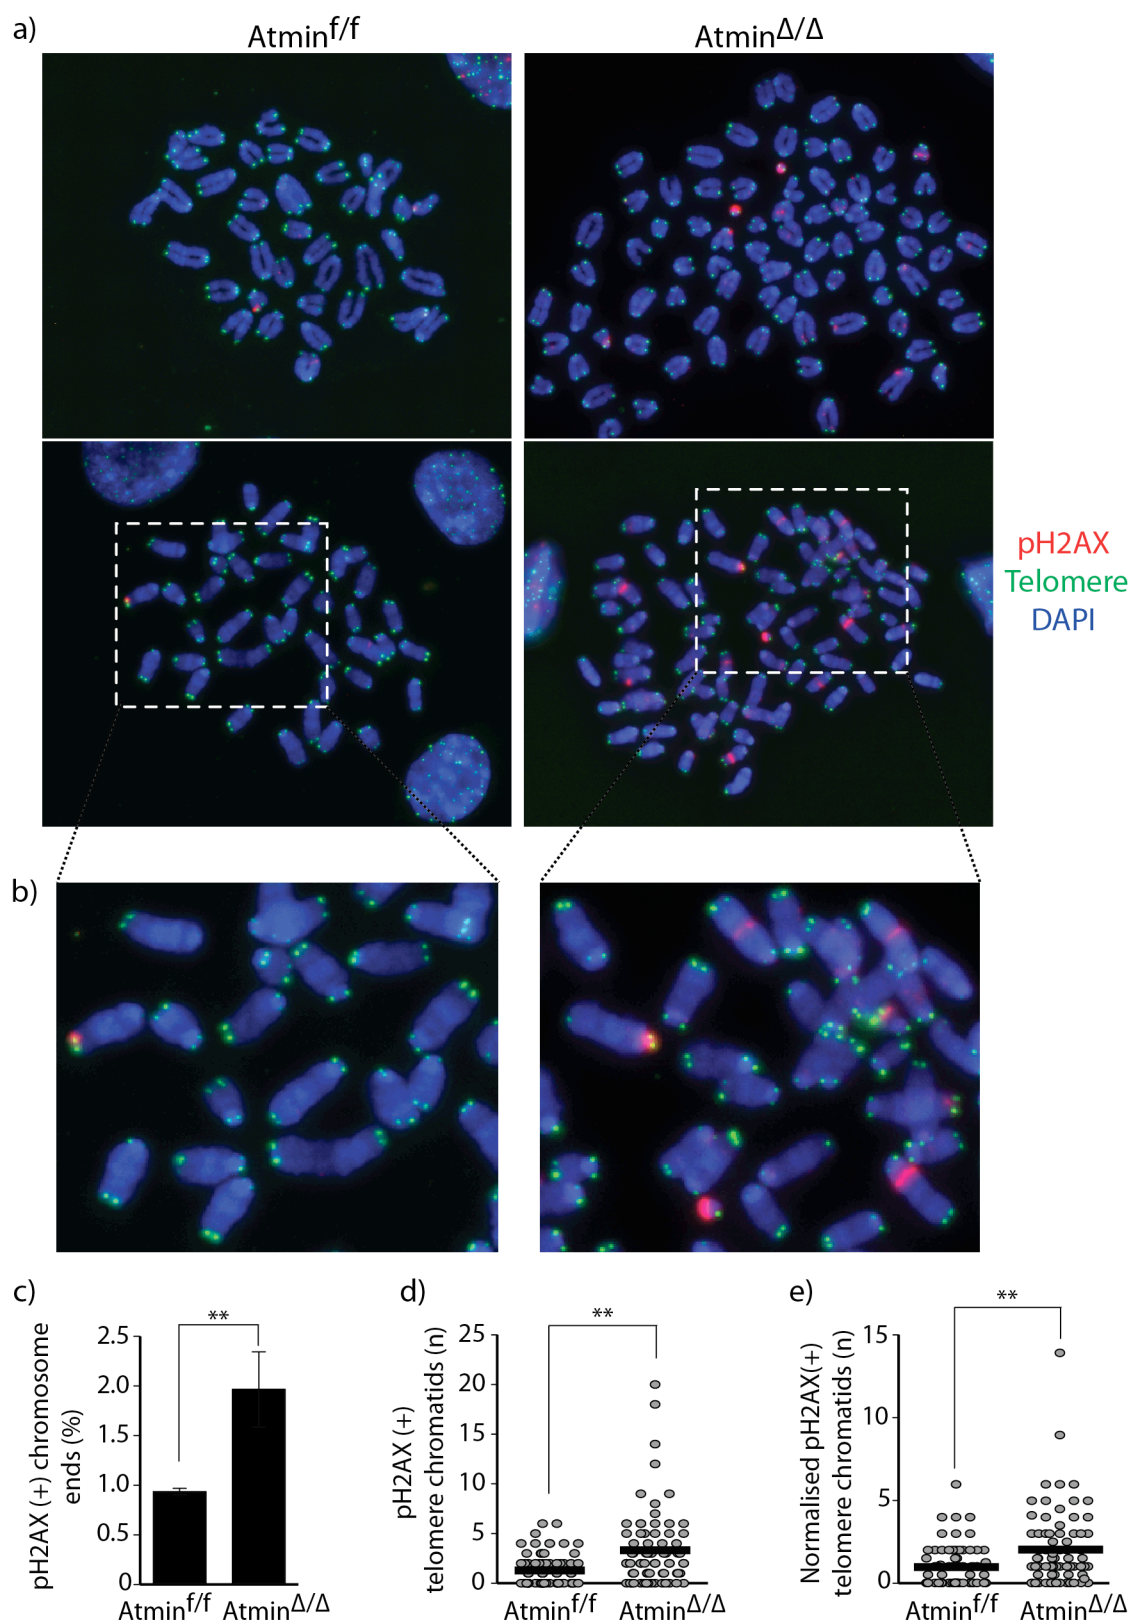 a)
Atmin f/f
Atmin Δ/Δ
pH2AX
Telomere
DAPI
b)
c)
pH2AX (+) chromosome
ends (%)
**
2.5
2.0
1.5
1.0
0.5
0
Atmin f/f
Atmin Δ/Δ
d)
pH2AX (+)
telomere chromatids (n)
**
25
20
15
10
5
0
Atmin f/f
Atmin Δ/Δ
e)
Normalised pH2AX(+)
telomere chromatids (n)
**
15
10
5
0
Atmin f/f
Atmin Δ/Δ